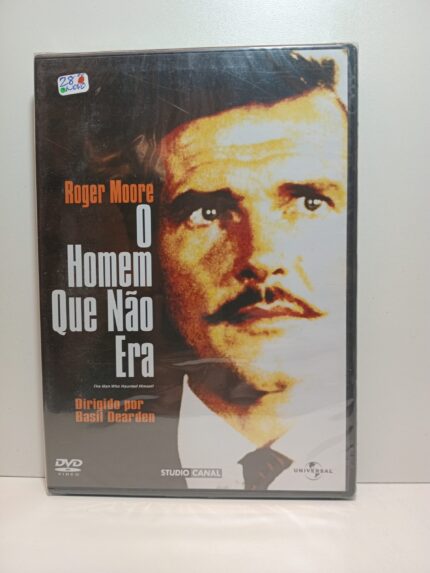 Roger Moore
O
Homem
Que Não
Era
The Man Who Haunted Himself
Dirigido por
Basil Dearden
DVD
VIDEO
STUDIO CANAL
UNIVERSAL